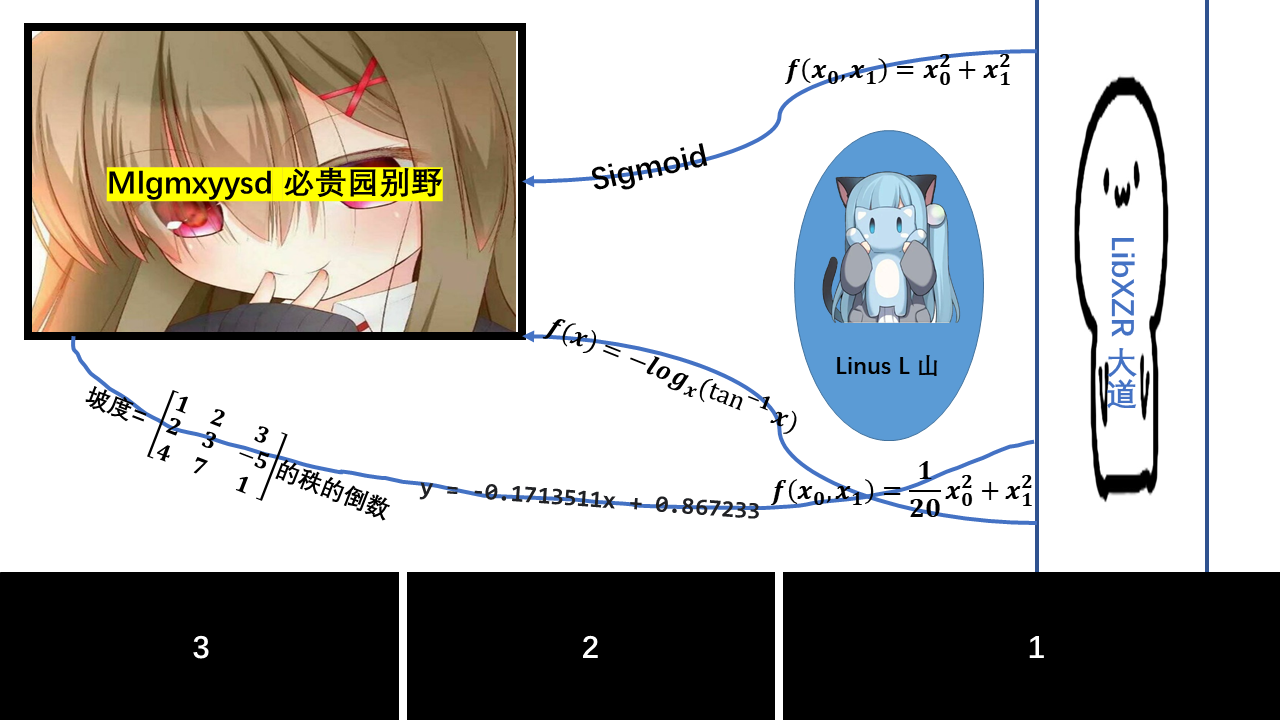 f(x₀,x₁) = x₀² + x₁²
Sigmoid
Mlgmxyysd 必贵园别野
LibXZR 大道
Linus L 山
f(x) = −logₓ(tan⁻¹ x)
坡度= [1 2 3
2 3 −5
4 7 1] 的秩的倒数
y = -0.1713511x + 0.867233
f(x₀,x₁) = 1/20 x₀² + x₁²
3
2
1